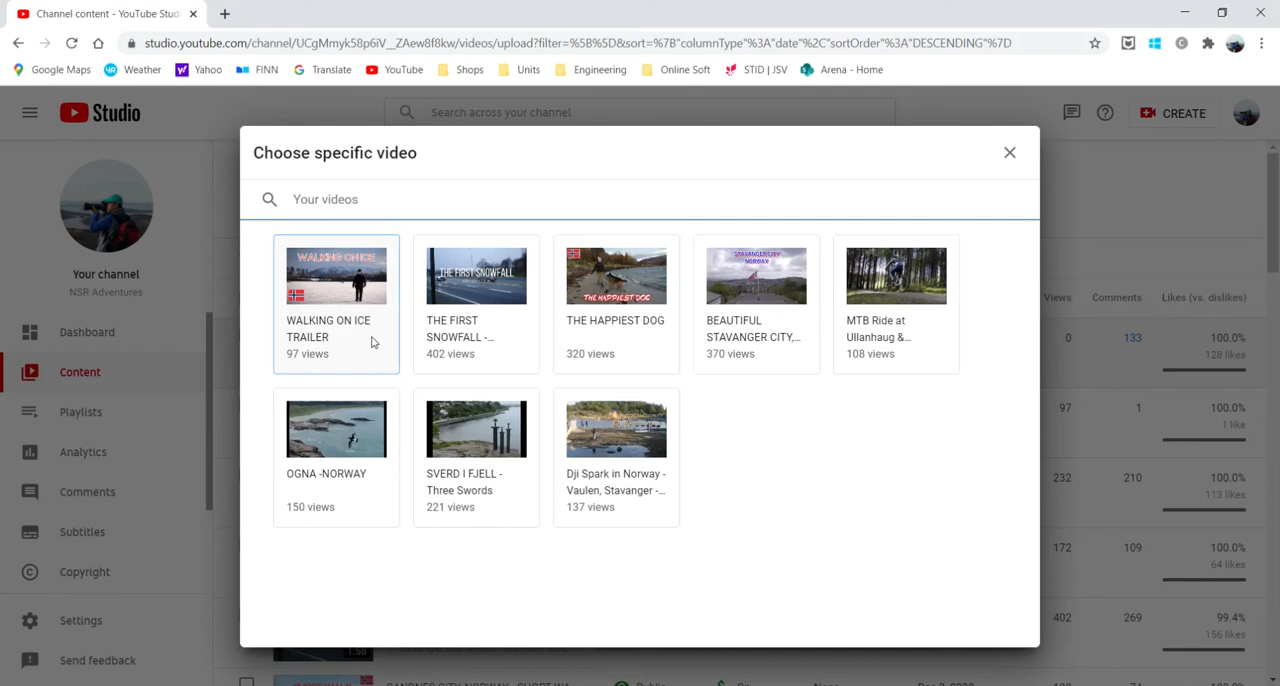 Channel content - YouTube Stud
studio.youtube.com/channel/UCgMmyk58p6iV__ZAew8f8kw/videos/upload?filter=%5B%5D&sort=%7B"columnType"%3A"date"%2C"sortOrder"%3A"DESCENDING"%7D
Google Maps Weather Yahoo FINN Translate YouTube Shops Units Engineering Online Soft STID | JSV Arena - Home
Studio
Search across your channel
CREATE
Choose specific video
Your videos
Your channel
NSR Adventures
Dashboard
Content
Playlists
Analytics
Comments
Subtitles
Copyright
Settings
Send feedback
WALKING ON ICE
WALKING ON ICE
TRAILER
97 views
THE FIRST SNOWFALL
THE FIRST
SNOWFALL -...
402 views
THE HAPPIEST DOG
THE HAPPIEST DOG
320 views
STAVANGER CITY
NORWAY
BEAUTIFUL
STAVANGER CITY,...
370 views
MTB Ride at
Ullanhaug &...
108 views
OGNA -NORWAY
150 views
SVERD I FJELL -
Three Swords
221 views
Dji Spark in Norway -
Vaulen, Stavanger -...
137 views
Views Comments Likes (vs. dislikes)
0 133 100.0%
128 likes
97 1 100.0%
1 like
232 210 100.0%
113 likes
172 109 100.0%
64 likes
402 269 99.4%
156 likes
1:58